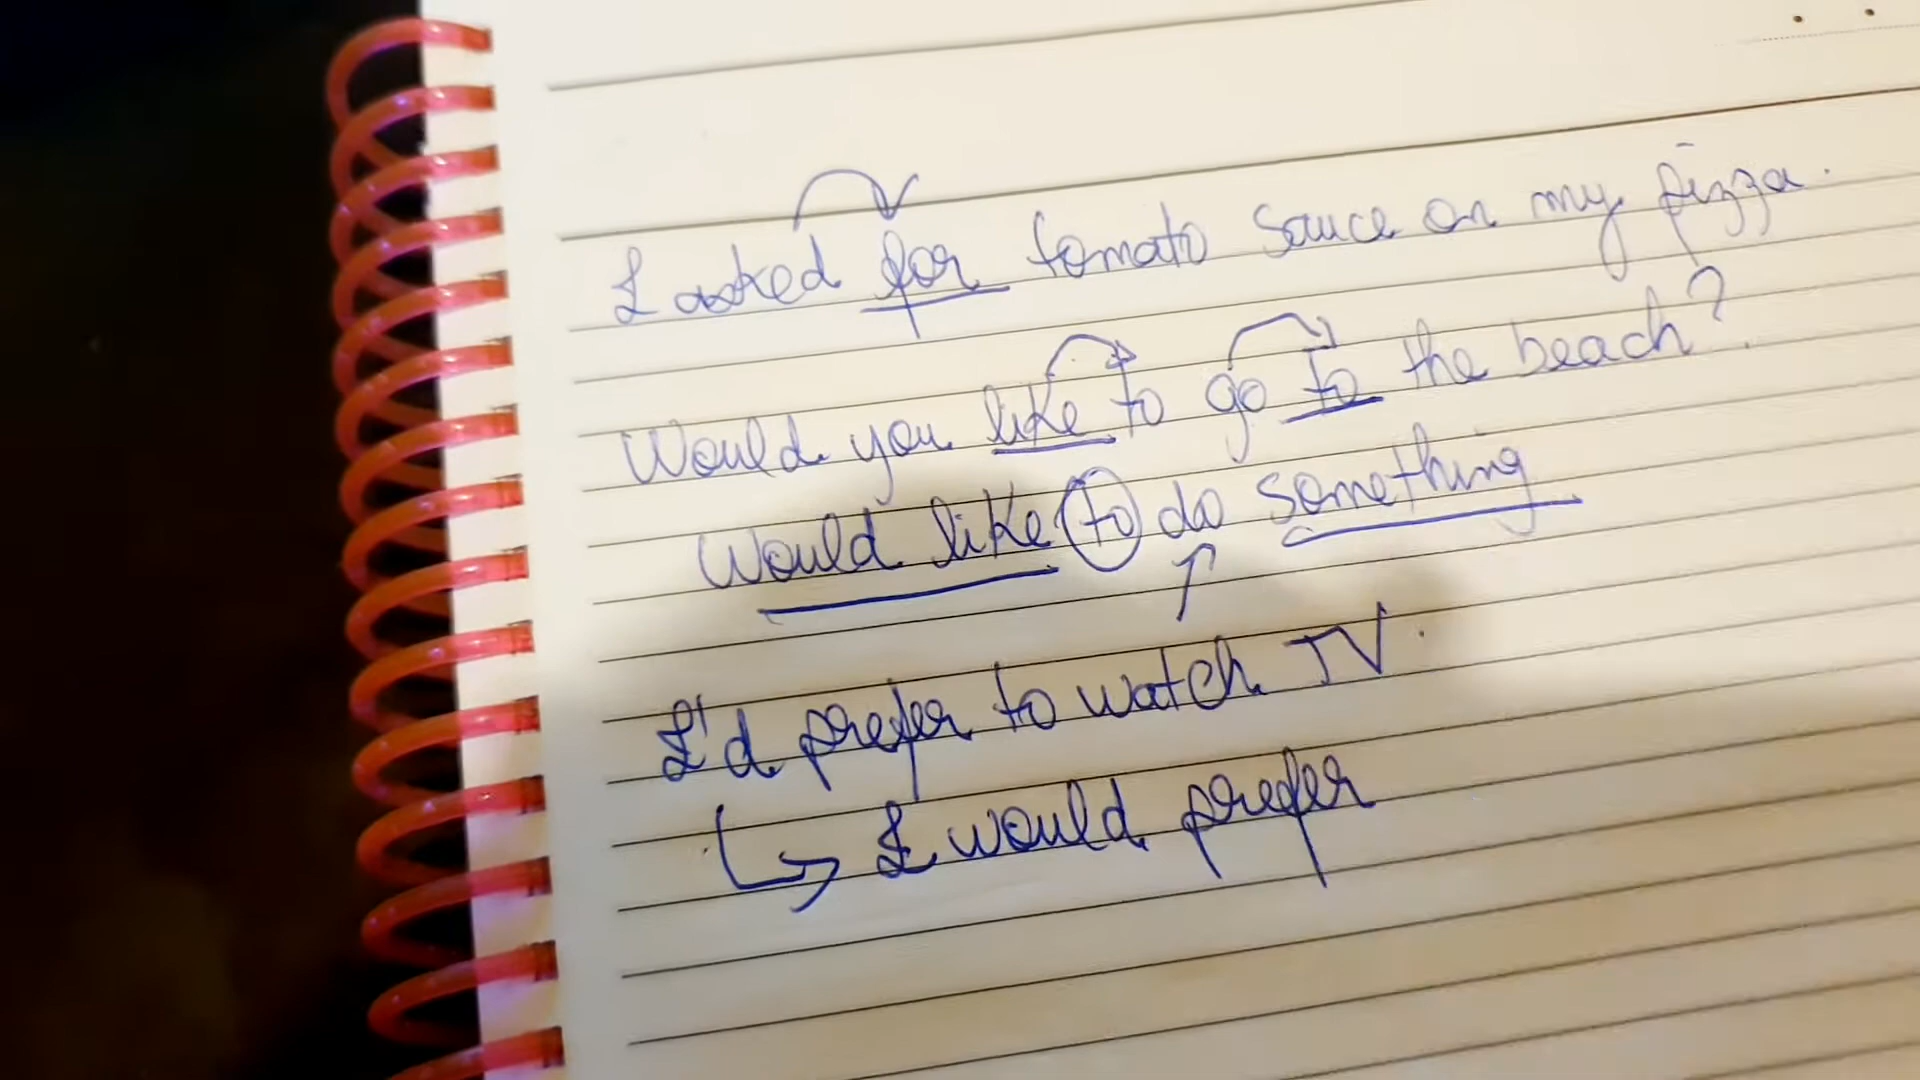 I asked for tomato sauce on my pizza.
Would you like to go to the beach?
Would like to do something
I'd prefer to watch TV.
I would prefer